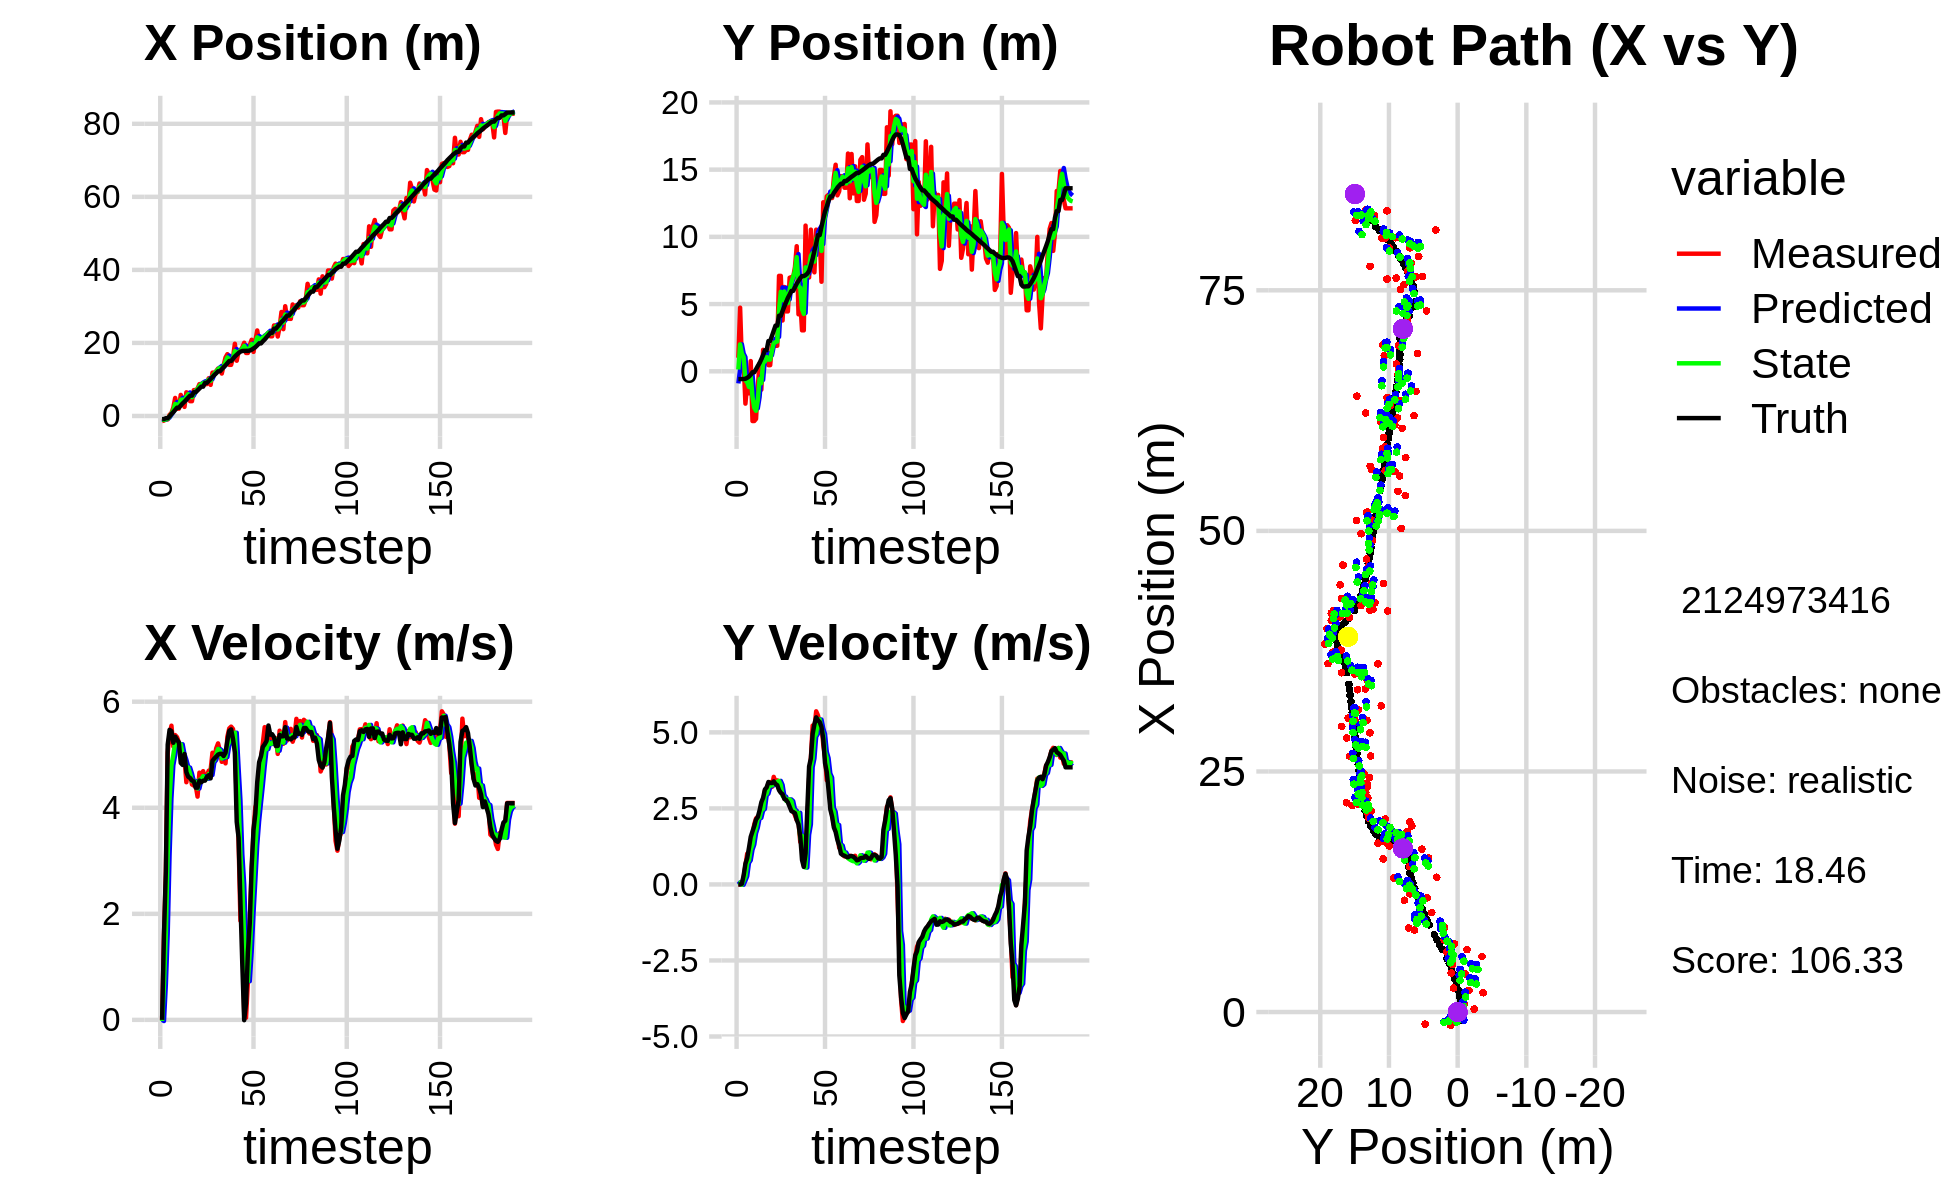 X Position (m)
80
60
40
20
0
0
50
100
150
timestep
Y Position (m)
20
15
10
5
0
0
50
100
150
timestep
X Velocity (m/s)
6
4
2
0
0
50
100
150
timestep
Y Velocity (m/s)
5.0
2.5
0.0
-2.5
-5.0
0
50
100
150
timestep
Robot Path (X vs Y)
X Position (m)
75
50
25
0
20 10 0 -10 -20
Y Position (m)
variable
Measured
Predicted
State
Truth
2124973416
Obstacles: none
Noise: realistic
Time: 18.46
Score: 106.33